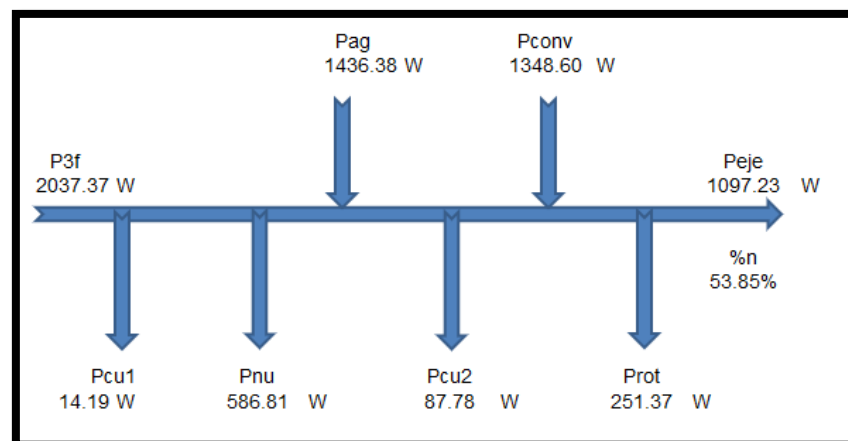 Pag
1436.38 W
Pconv
1348.60 W
P3f
2037.37 W
Peje
1097.23 W
%n
53.85%
Pcu1
14.19 W
Pnu
586.81 W
Pcu2
87.78 W
Prot
251.37 W